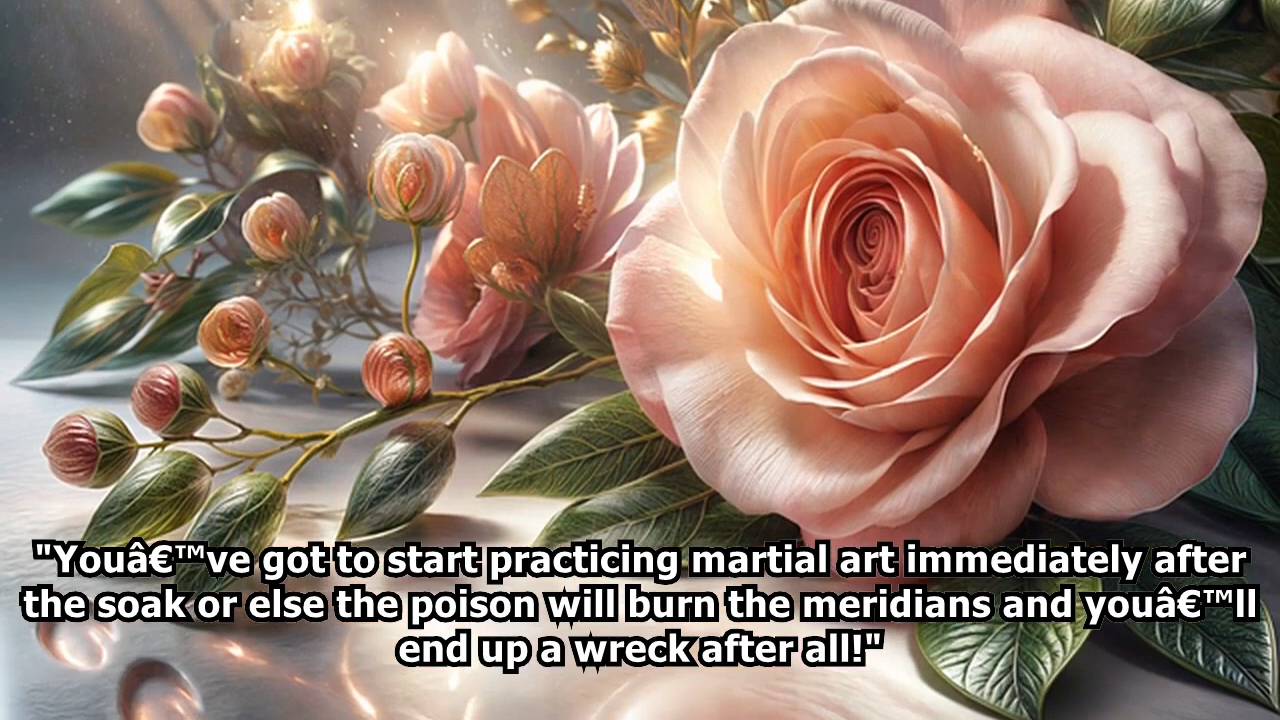 "Youâ€™ve got to start practicing martial art immediately after
the soak or else the poison will burn the meridians and youâ€™ll
end up a wreck after all!"